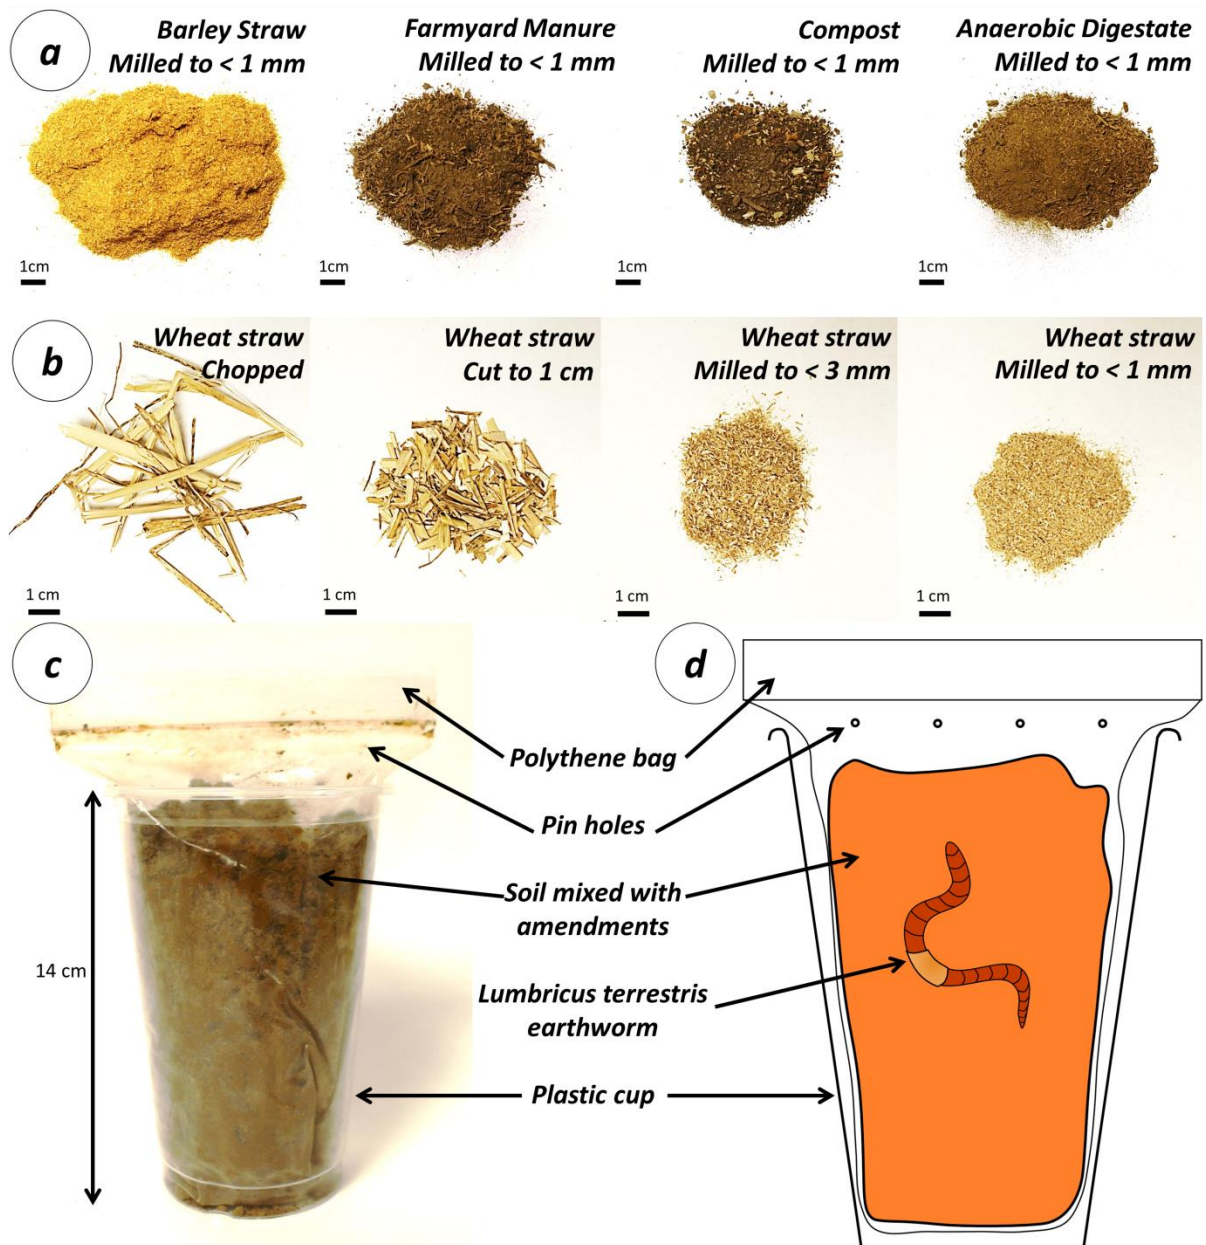 a
Barley Straw
Milled to < 1 mm
Farmyard Manure
Milled to < 1 mm
Compost
Milled to < 1 mm
Anaerobic Digestate
Milled to < 1 mm
1cm
1cm
1cm
1cm
b
Wheat straw
Chopped
Wheat straw
Cut to 1 cm
Wheat straw
Milled to < 3 mm
Wheat straw
Milled to < 1 mm
1 cm
1 cm
1 cm
1 cm
c
d
Polythene bag
Pin holes
Soil mixed with
amendments
14 cm
Lumbricus terrestris
earthworm
Plastic cup